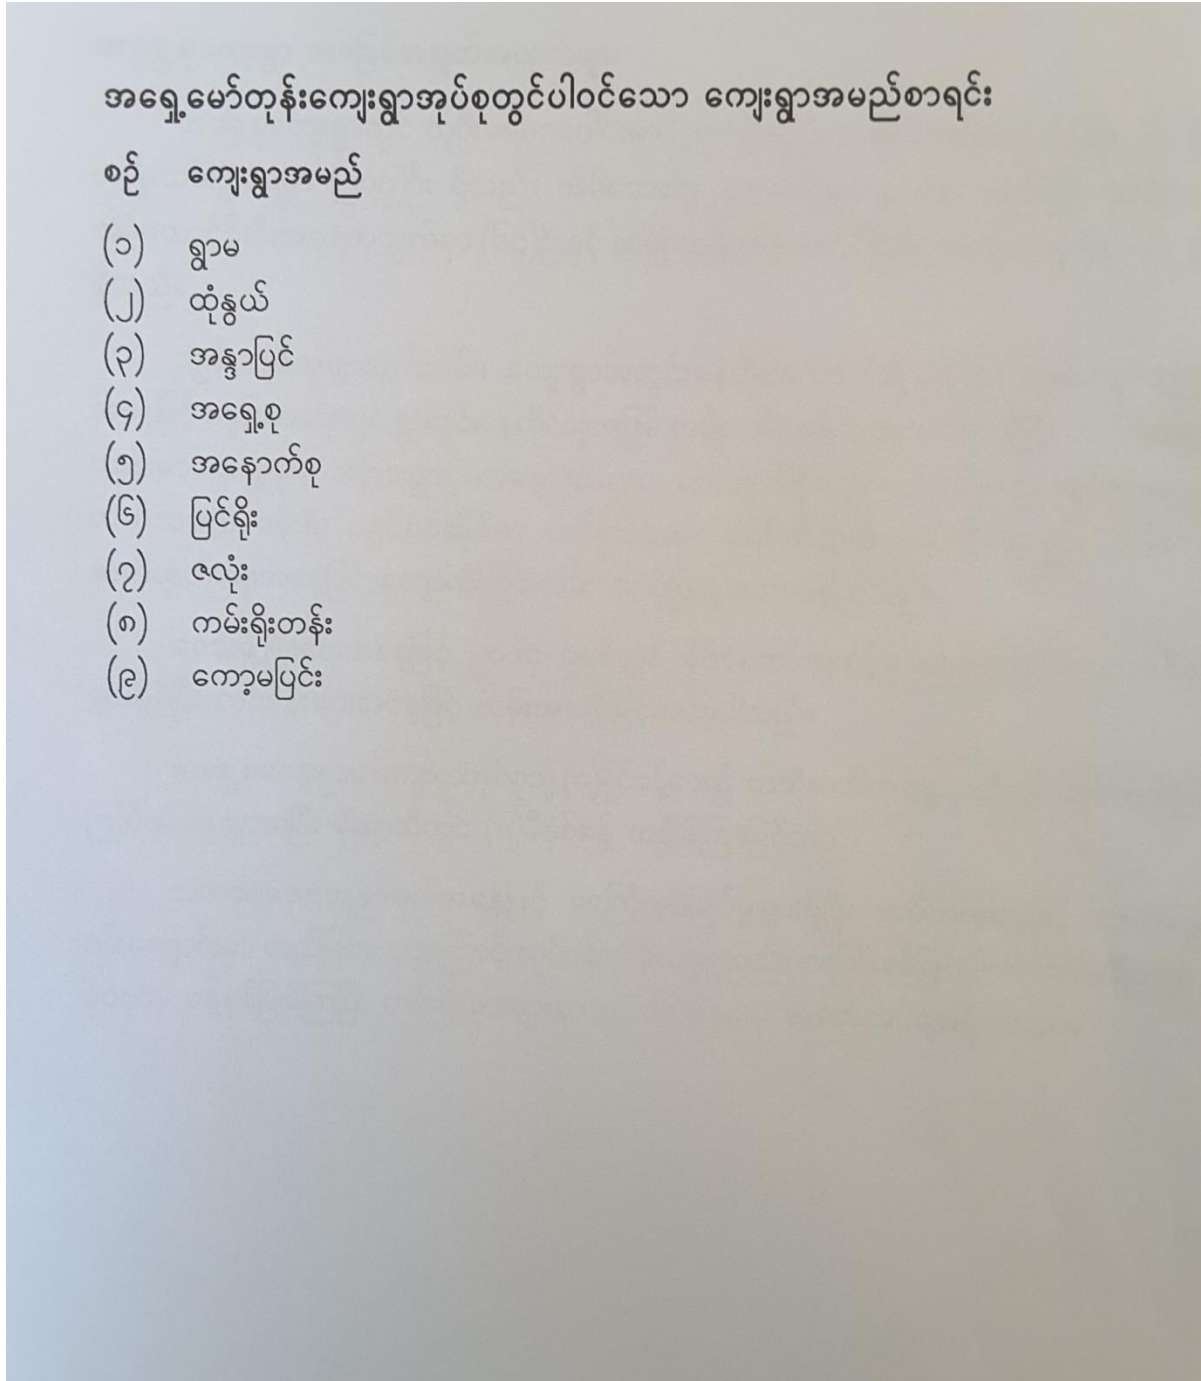 အရှေ့မော်တုန်းကျေးရွာအုပ်စုတွင်ပါဝင်သော ကျေးရွာအမည်စာရင်း
စဉ် ကျေးရွာအမည်
(၁) ရွာမ
(၂) ထုံနွယ်
(၃) အန္ဒာပြင်
(၄) အရှေ့စု
(၅) အနောက်စု
(၆) ပြင်ရိုး
(၇) ဇလုံး
(၈) ကမ်းရိုးတန်း
(၉) ကော့မပြင်း